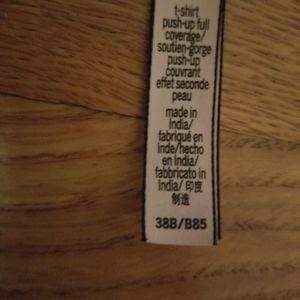 t-shirt
push-up full
coverage/
soutien-gorge
push-up
couvrant
effet seconde
peau
made in
India/
fabriqué en
Inde/hecho
en India/
fabbricato in
India/ 印度
制造
38B/B85